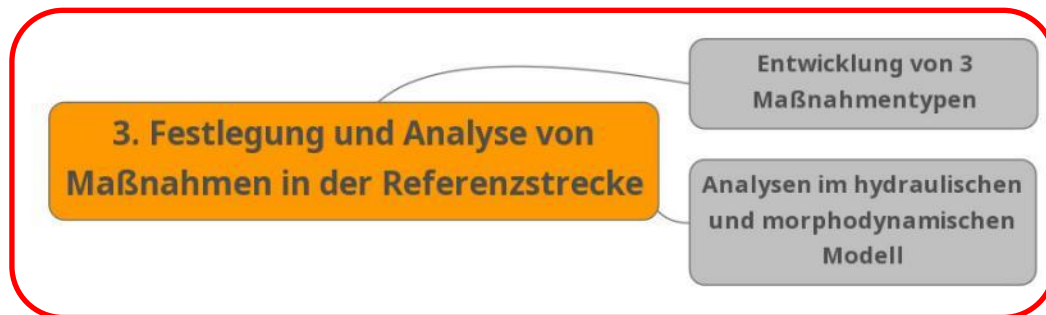 3. Festlegung und Analyse von
Maßnahmen in der Referenzstrecke
Entwicklung von 3
Maßnahmentypen
Analysen im hydraulischen
und morphodynamischen
Modell